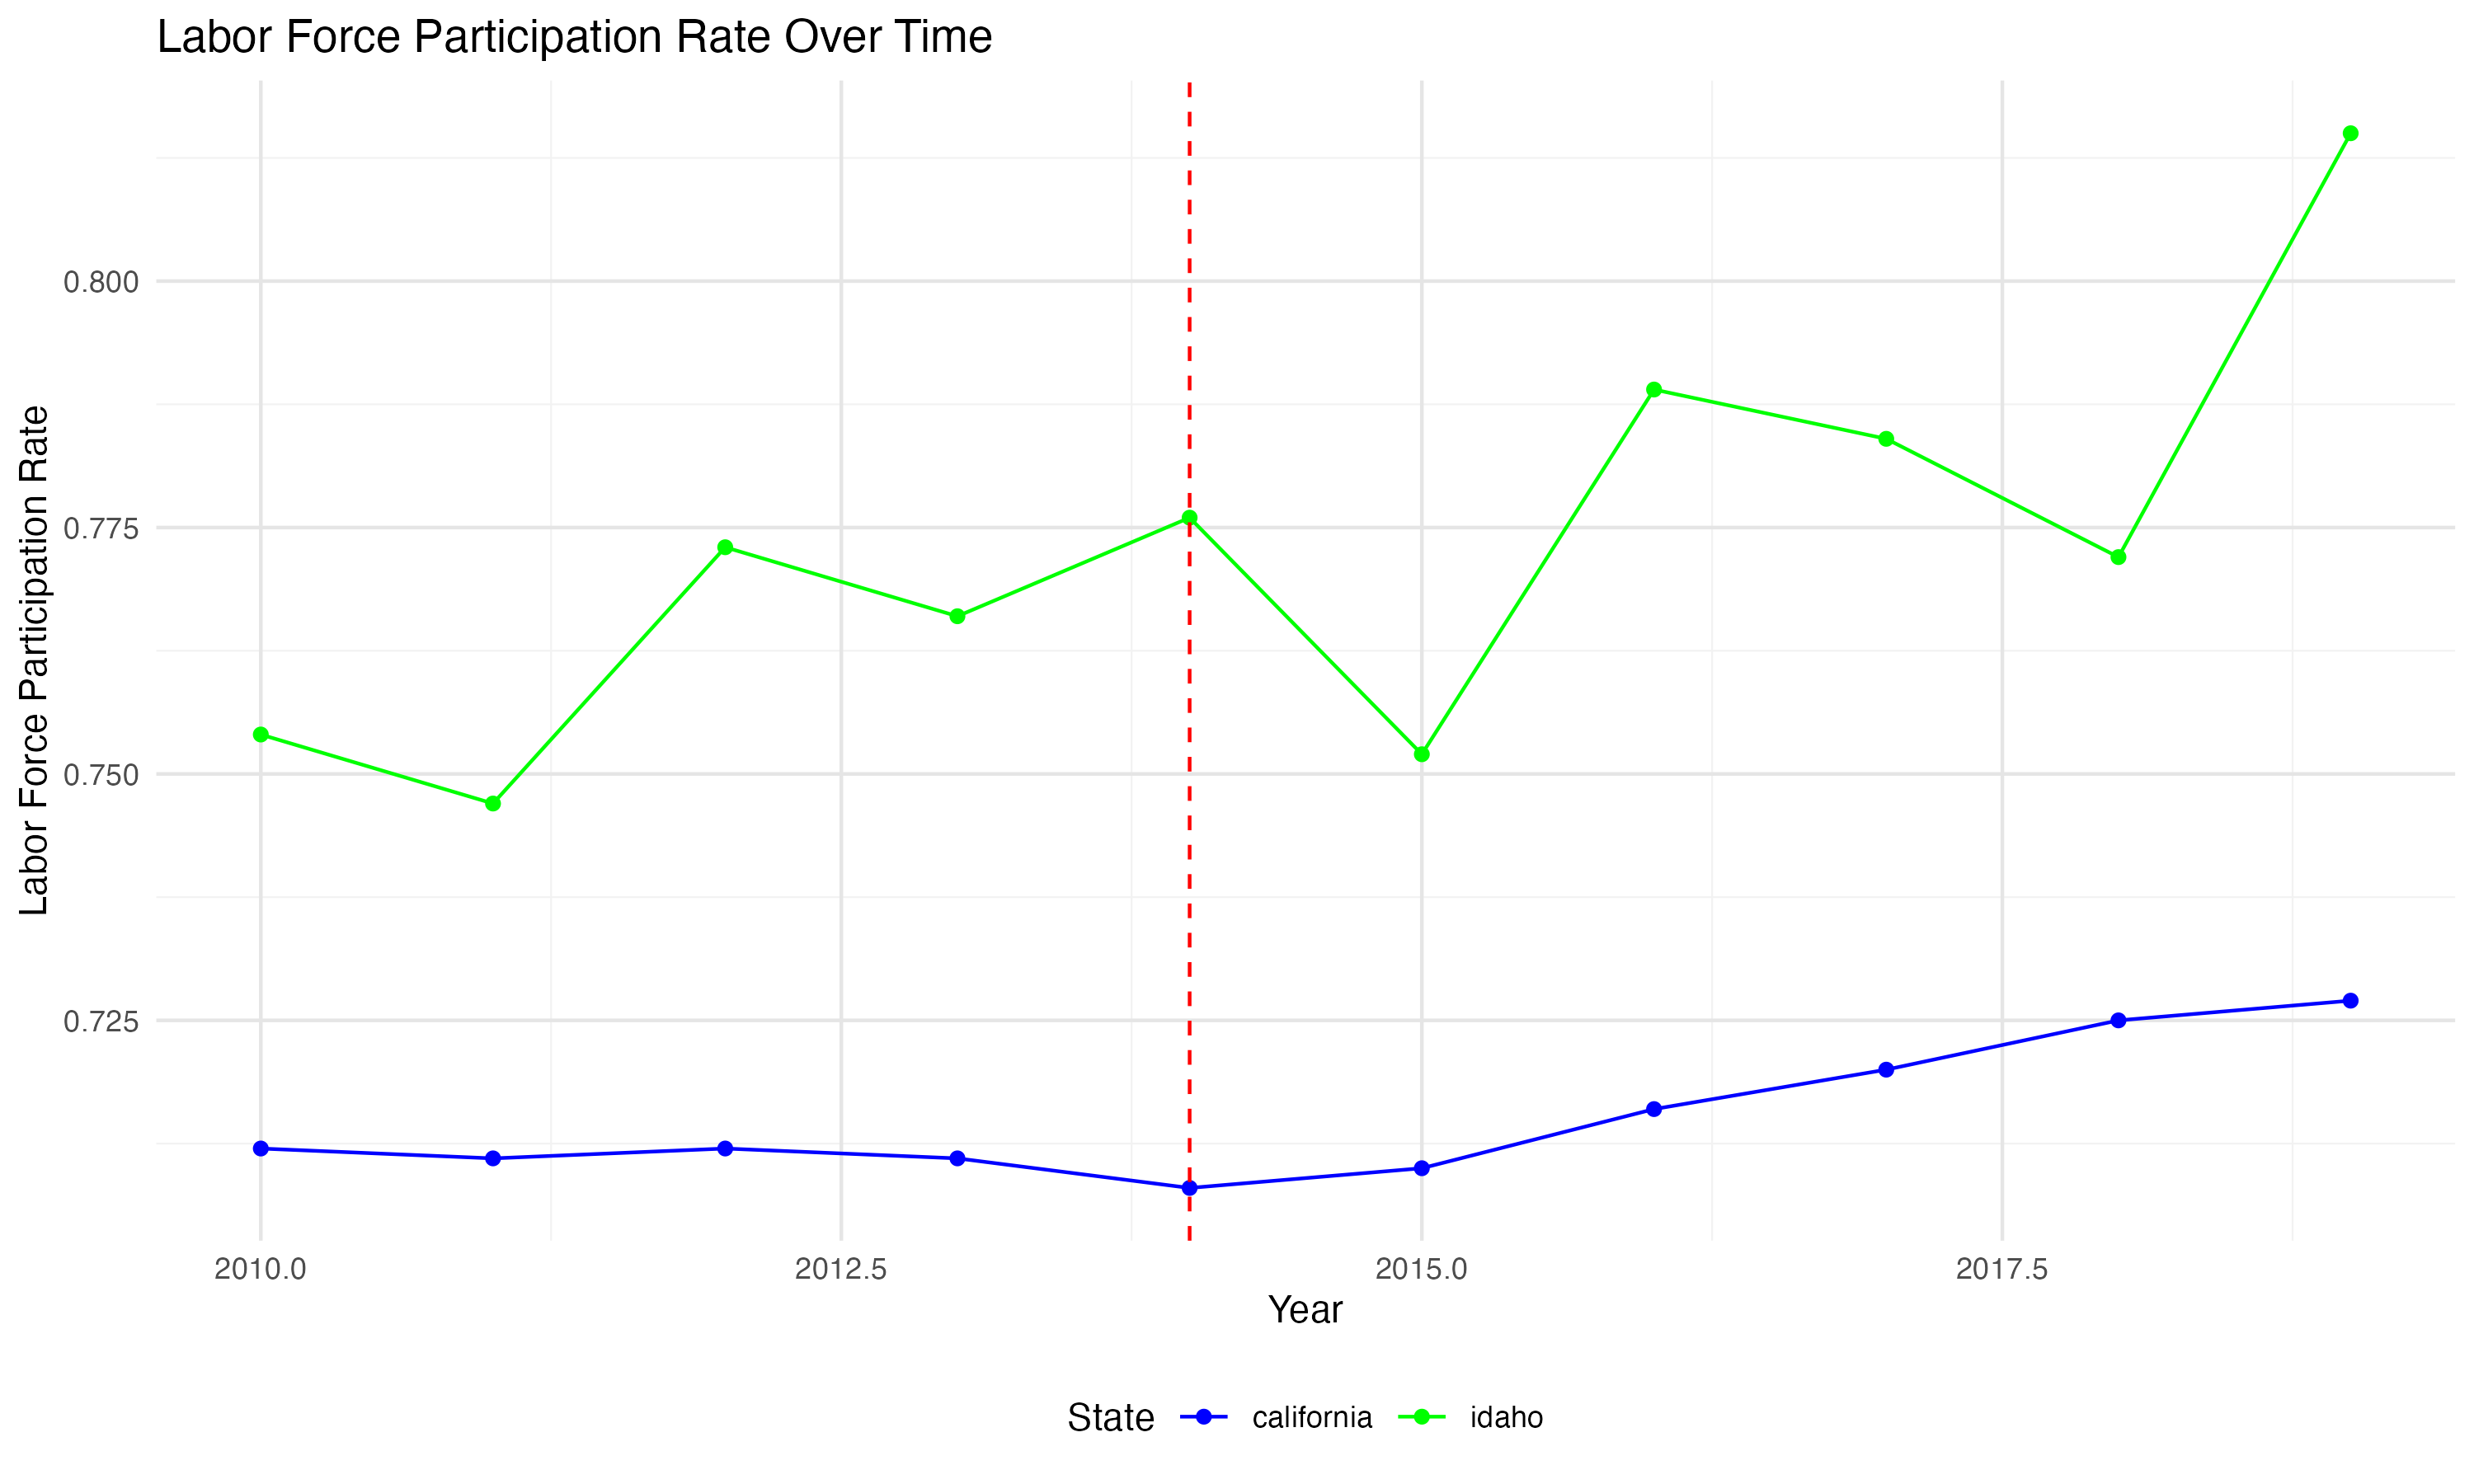 Labor Force Participation Rate Over Time
Labor Force Participation Rate
0.800
0.775
0.750
0.725
2010.0 2012.5 2015.0 2017.5
Year
State california idaho